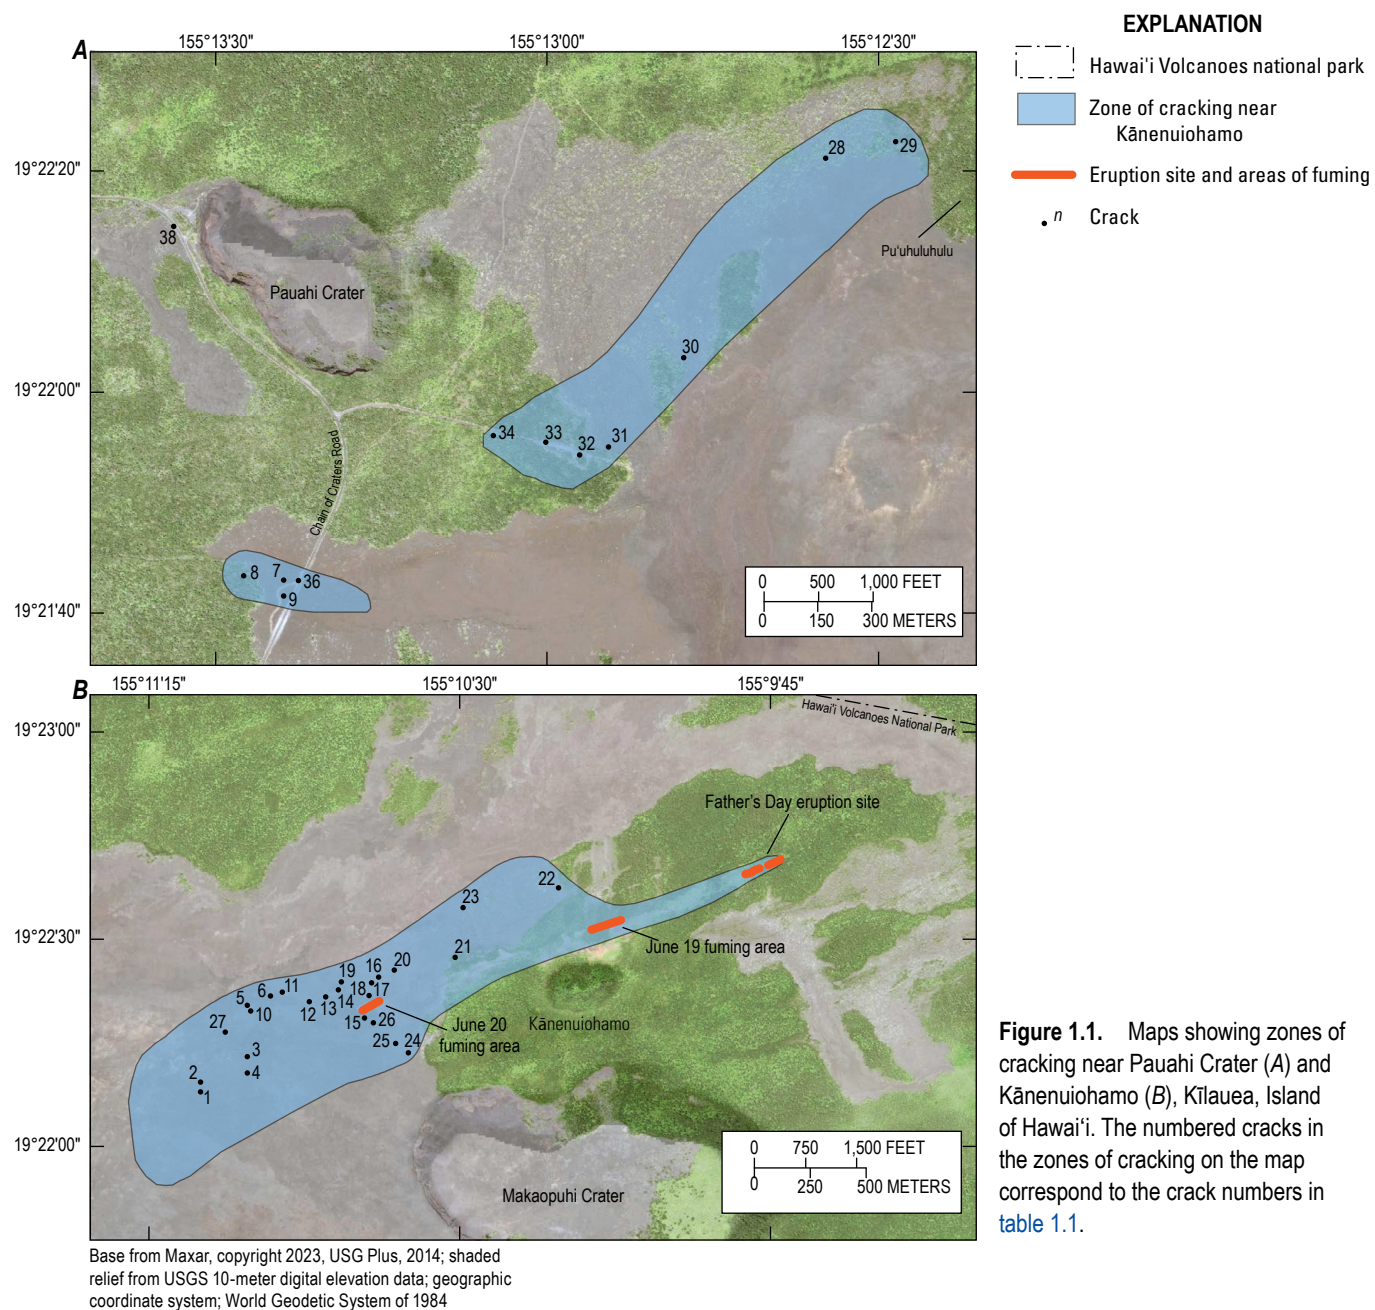 A
155°13'30"
155°13'00"
155°12'30"
19°22'20"
19°22'00"
19°21'40"
28
29
38
Pu‘uhuluhulu
Pauahi Crater
30
34
33
32
31
Chain of Craters Road
8
7
36
9
0 500 1,000 FEET
0 150 300 METERS
B
155°11'15"
155°10'30"
155°9'45"
19°23'00"
19°22'30"
19°22'00"
Hawai‘i Volcanoes National Park
Father’s Day eruption site
22
23
21
June 19 fuming area
19
16
20
5
6
11
18
17
10
12
13
14
27
15
26
June 20
fuming area
Kānenuiohamo
25
24
3
2
4
1
Makaopuhi Crater
0 750 1,500 FEET
0 250 500 METERS
Base from Maxar, copyright 2023, USG Plus, 2014; shaded
relief from USGS 10-meter digital elevation data; geographic
coordinate system; World Geodetic System of 1984
EXPLANATION
Hawai'i Volcanoes national park
Zone of cracking near
Kānenuiohamo
Eruption site and areas of fuming
n Crack
Figure 1.1. Maps showing zones of
cracking near Pauahi Crater (A) and
Kānenuiohamo (B), Kīlauea, Island
of Hawai‘i. The numbered cracks in
the zones of cracking on the map
correspond to the crack numbers in
table 1.1.